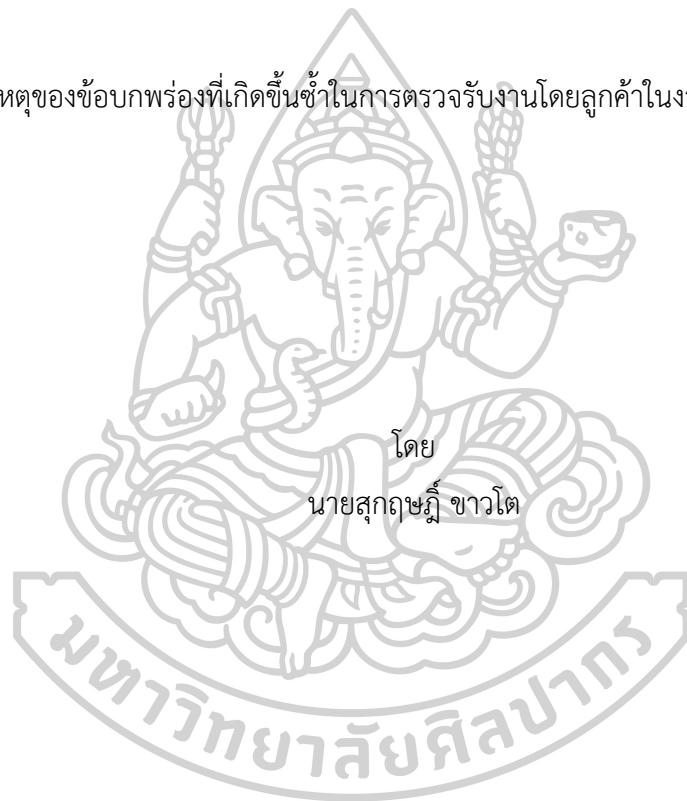 หตุของข้อบกพร่องที่เกิดขึ้นซ้ำในการตรวจรับงานโดยลูกค้าในง
โดย
นายสุกฤษฎิ์ ขาวโต
มหาวิทยาลัยศิลปากร